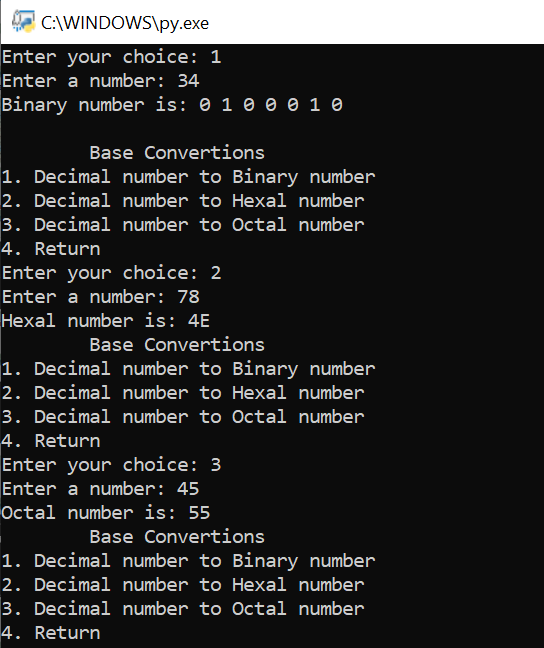 C:\WINDOWS\py.exe
Enter your choice: 1
Enter a number: 34
Binary number is: 0 1 0 0 0 1 0
Base Convertions
1. Decimal number to Binary number
2. Decimal number to Hexal number
3. Decimal number to Octal number
4. Return
Enter your choice: 2
Enter a number: 78
Hexal number is: 4E
Base Convertions
1. Decimal number to Binary number
2. Decimal number to Hexal number
3. Decimal number to Octal number
4. Return
Enter your choice: 3
Enter a number: 45
Octal number is: 55
Base Convertions
1. Decimal number to Binary number
2. Decimal number to Hexal number
3. Decimal number to Octal number
4. Return